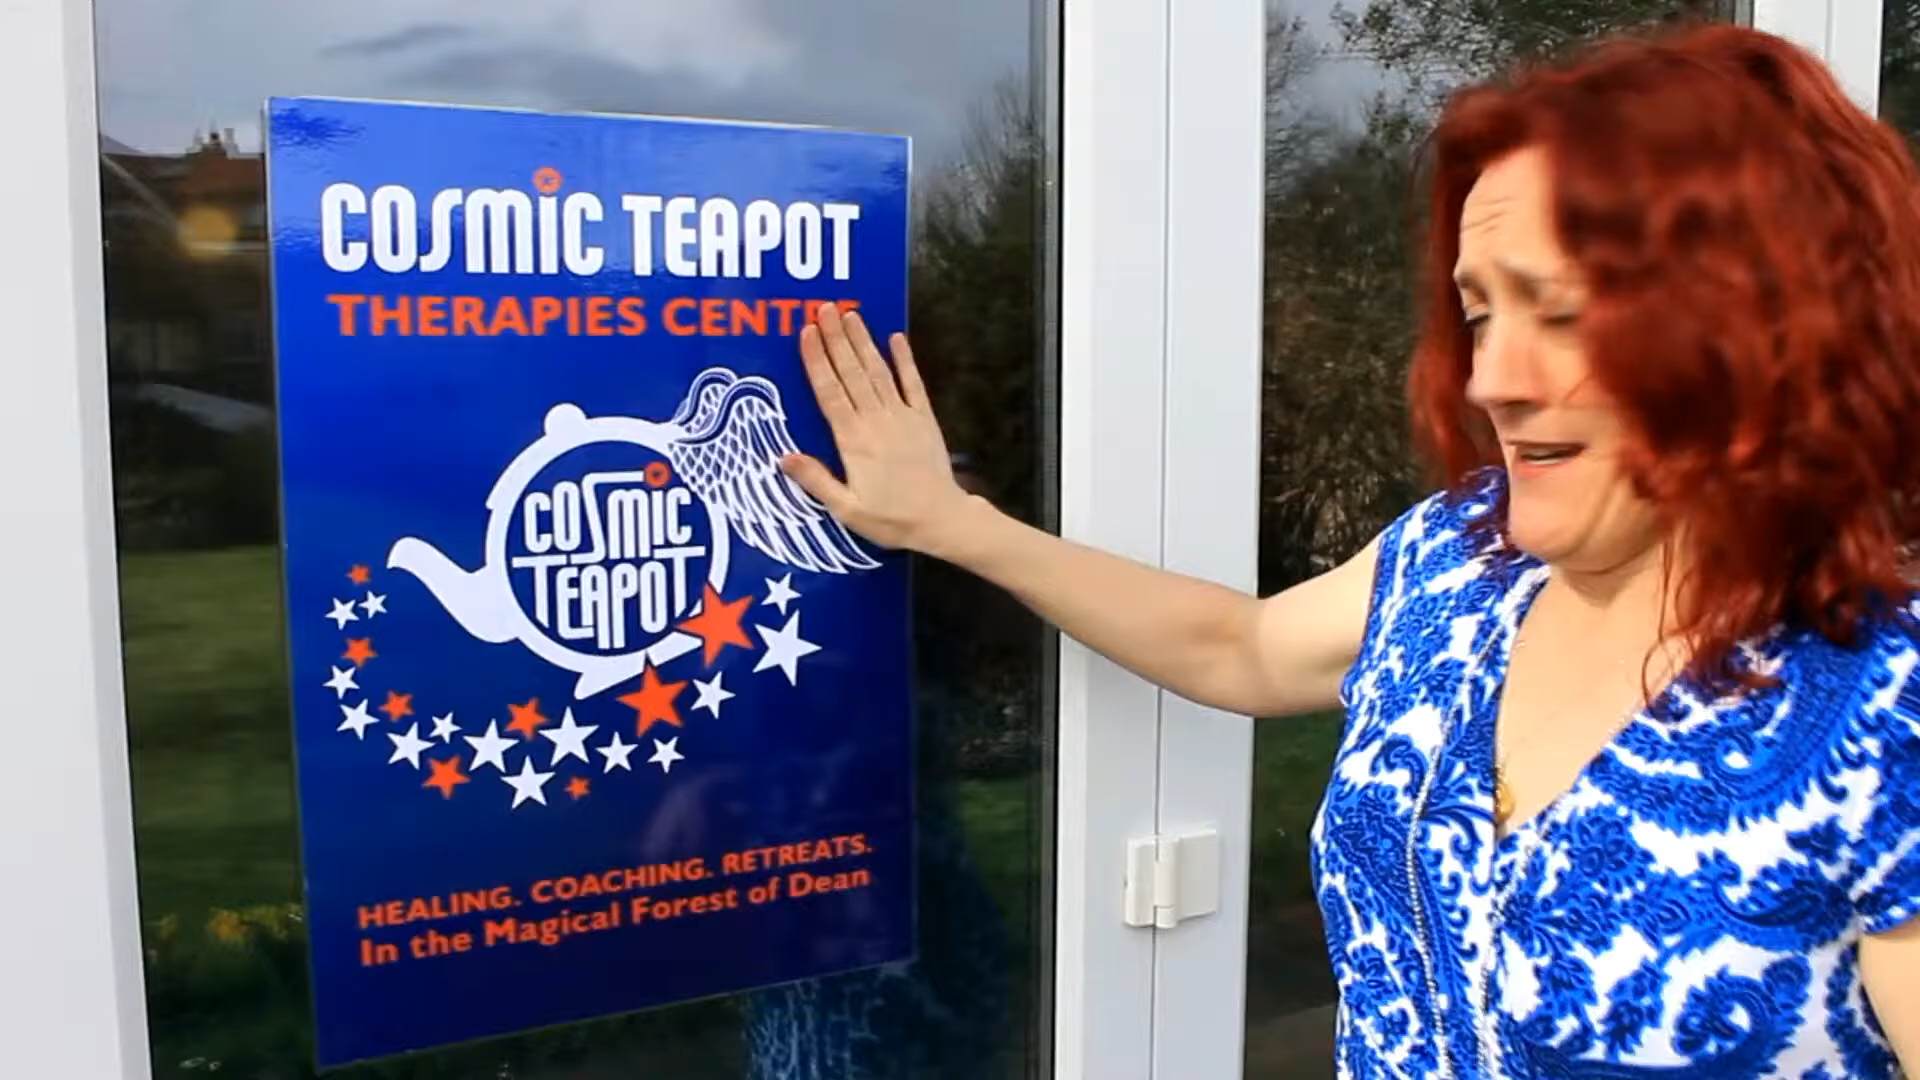 COSMIC TEAPOT
THERAPIES CENTRE
COSMIC
TEAPOT
HEALING. COACHING. RETREATS.
In the Magical Forest of Dean